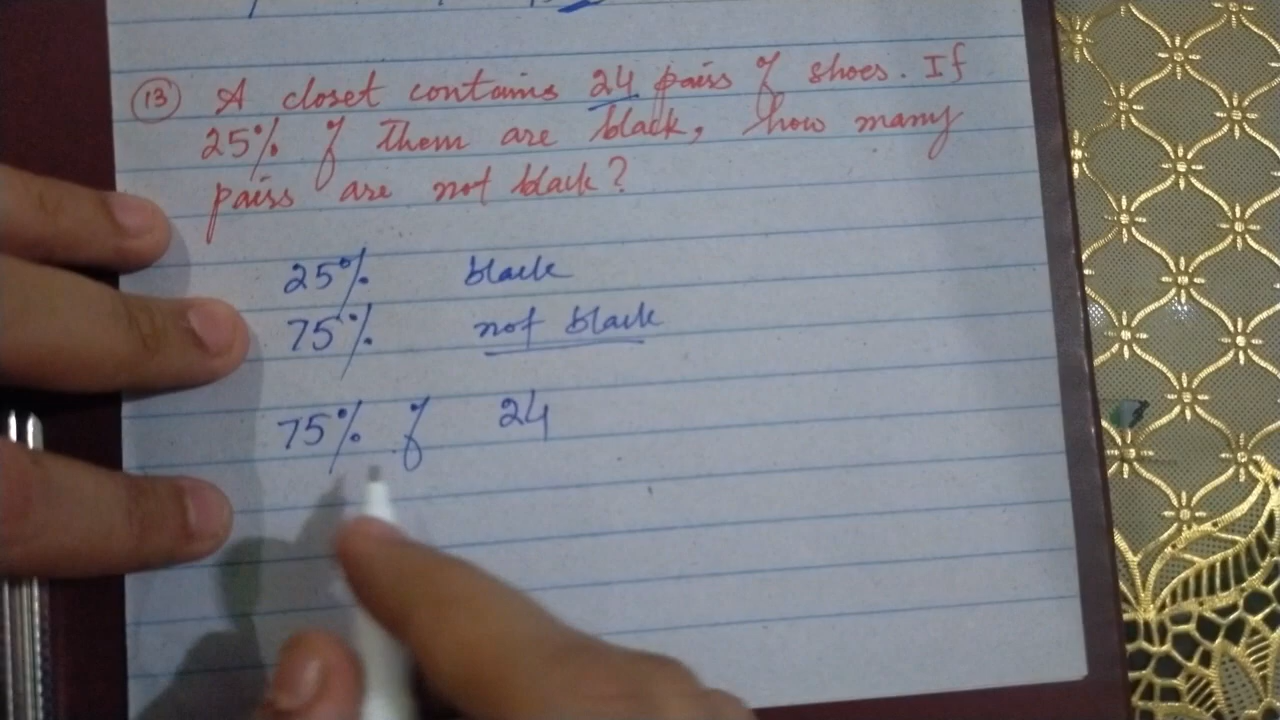 13 A closet contains 24 pairs of shoes. If
25% of them are black, how many
pairs are not black?
25% black
75% not black
75% of 24